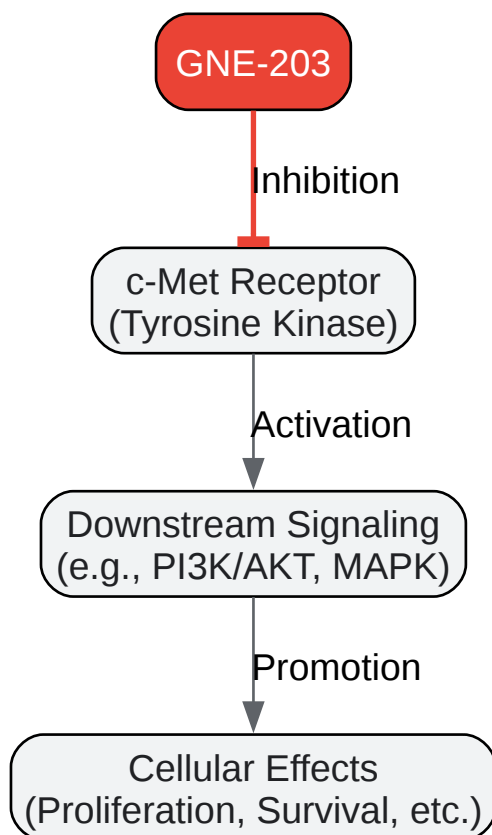 GNE-203
Inhibition
c-Met Receptor
(Tyrosine Kinase)
Activation
Downstream Signaling
(e.g., PI3K/AKT, MAPK)
Promotion
Cellular Effects
(Proliferation, Survival, etc.)